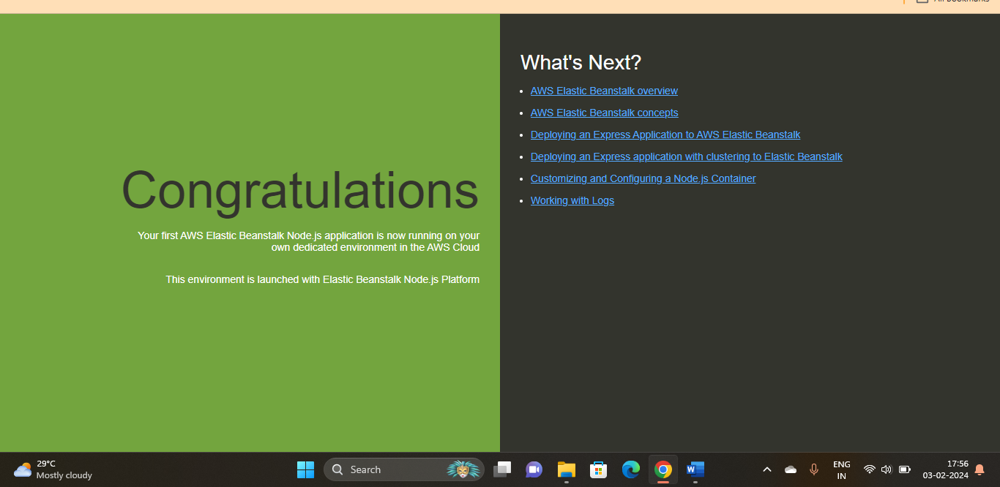 All Bookmarks
Congratulations
Your first AWS Elastic Beanstalk Node.js application is now running on your
own dedicated environment in the AWS Cloud
This environment is launched with Elastic Beanstalk Node.js Platform
What's Next?
AWS Elastic Beanstalk overview
AWS Elastic Beanstalk concepts
Deploying an Express Application to AWS Elastic Beanstalk
Deploying an Express application with clustering to Elastic Beanstalk
Customizing and Configuring a Node.js Container
Working with Logs
29°C
Mostly cloudy
Search
ENG
IN
17:56
03-02-2024